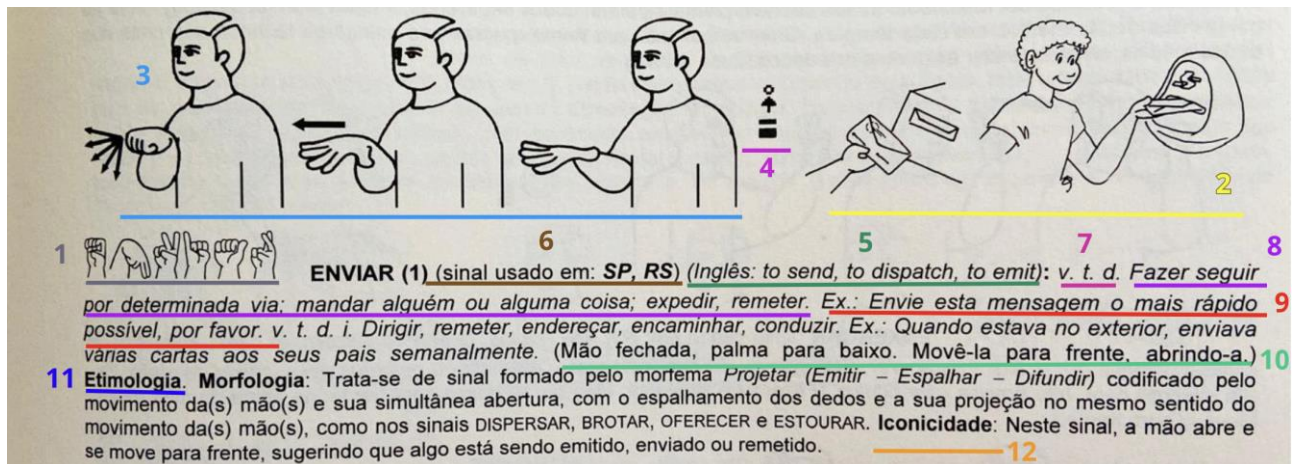 3
4
2
1
6
5
7
8
ENVIAR (1) (sinal usado em: SP, RS) (Inglês: to send, to dispatch, to emit): v. t. d. Fazer seguir
por determinada via; mandar alguém ou alguma coisa; expedir, remeter. Ex.: Envie esta mensagem o mais rápido
9
possível, por favor. v. t. d. i. Dirigir, remeter, endereçar, encaminhar, conduzir. Ex.: Quando estava no exterior, enviava
várias cartas aos seus pais semanalmente. (Mão fechada, palma para baixo. Movê-la para frente, abrindo-a.)
10
11
Etimologia. Morfologia: Trata-se de sinal formado pelo morfema Projetar (Emitir – Espalhar – Difundir) codificado pelo
movimento da(s) mão(s) e sua simultânea abertura, com o espalhamento dos dedos e a sua projeção no mesmo sentido do
movimento da(s) mão(s), como nos sinais DISPERSAR, BROTAR, OFERECER e ESTOURAR. Iconicidade: Neste sinal, a mão abre e
se move para frente, sugerindo que algo está sendo emitido, enviado ou remetido.
12